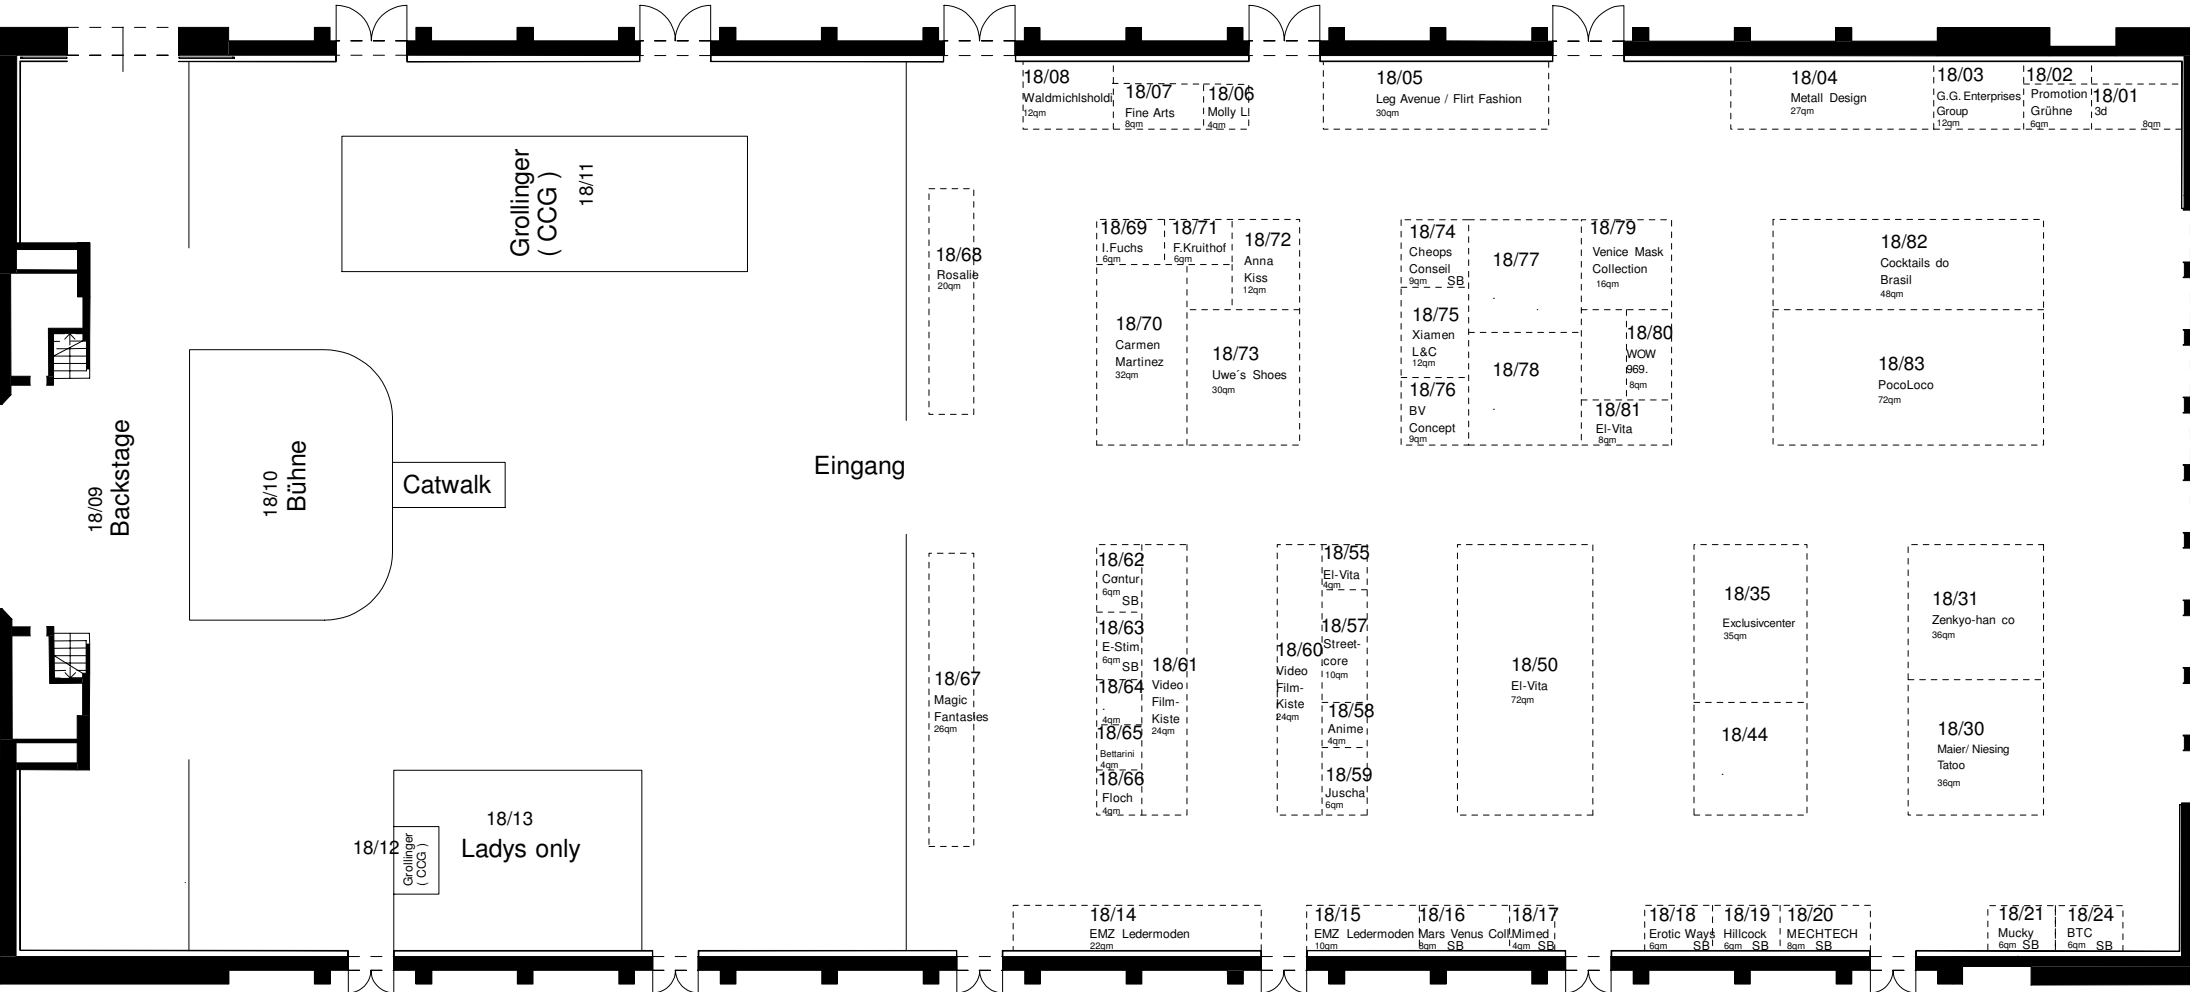 18/08
Waldmichlsholdi
12qm
18/07
Fine Arts
8qm
18/06
Molly L!
4qm
18/05
Leg Avenue / Flirt Fashion
30qm
18/04
Metall Design
27qm
18/03
G.G. Enterprises
Group
12qm
18/02
Promotion
Grühne
6qm
18/01
3d
8qm
Grollinger
( CCG )
18/11
18/68
Rosalie
20qm
18/69
I.Fuchs
6qm
18/71
F.Kruithof
6qm
18/72
Anna
Kiss
12qm
18/70
Carmen
Martinez
32qm
18/73
Uwe´s Shoes
30qm
18/74
Cheops
Conseil
9qm SB
18/75
Xiamen
L&C
12qm
18/76
BV
Concept
9qm
18/77
18/78
18/79
Venice Mask
Collection
16qm
18/80
WOW
969.
8qm
18/81
El-Vita
8qm
18/82
Cocktails do
Brasil
48qm
18/83
PocoLoco
72qm
18/09
Backstage
18/10
Bühne
Catwalk
Eingang
18/67
Magic
Fantasies
26qm
18/62
Contur
6qm SB
18/63
E-Stim
6qm SB
18/64
4qm
18/65
Bettarini
4qm
18/66
Floch
4qm
18/61
Video
Film-
Kiste
24qm
18/60
Video
Film-
Kiste
24qm
18/55
El-Vita
4qm
18/57
Street-
core
10qm
18/58
Anime
4qm
18/59
Juscha
6qm
18/50
El-Vita
72qm
18/35
Exclusivcenter
35qm
18/44
18/31
Zenkyo-han co
36qm
18/30
Maier/ Niesing
Tatoo
36qm
18/12
Grollinger
( CCG )
18/13
Ladys only
18/14
EMZ Ledermoden
22qm
18/15
EMZ Ledermoden
10qm
18/16
Mars Venus Coll.
8qm SB
18/17
Mimed
4qm SB
18/18
Erotic Ways
6qm SB
18/19
Hillcock
6qm SB
18/20
MECHTECH
8qm SB
18/21
Mucky
6qm SB
18/24
BTC
6qm SB